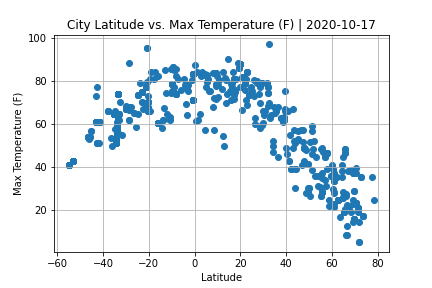 City Latitude vs. Max Temperature (F) | 2020-10-17
Max Temperature (F)
100
80
60
40
20
−60 −40 −20 0 20 40 60 80
Latitude